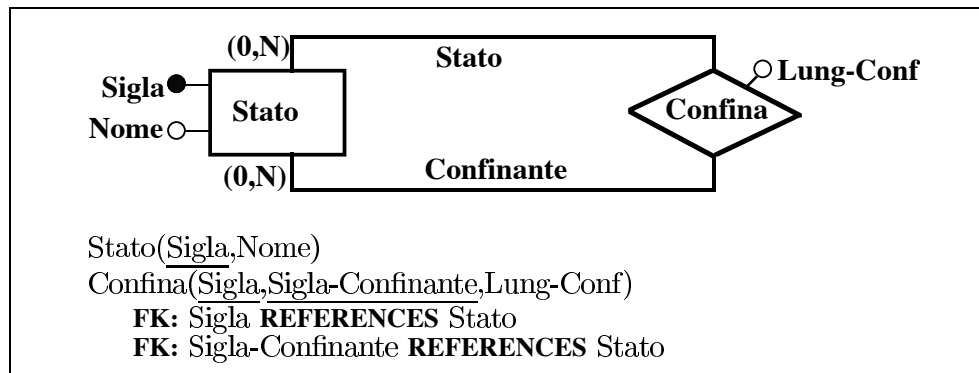 (0,N)
Stato
Sigla
Lung-Conf
Stato
Confina
Nome
(0,N)
Confinante
Stato(Sigla,Nome)
Confina(Sigla,Sigla-Confinante,Lung-Conf)
FK: Sigla REFERENCES Stato
FK: Sigla-Confinante REFERENCES Stato